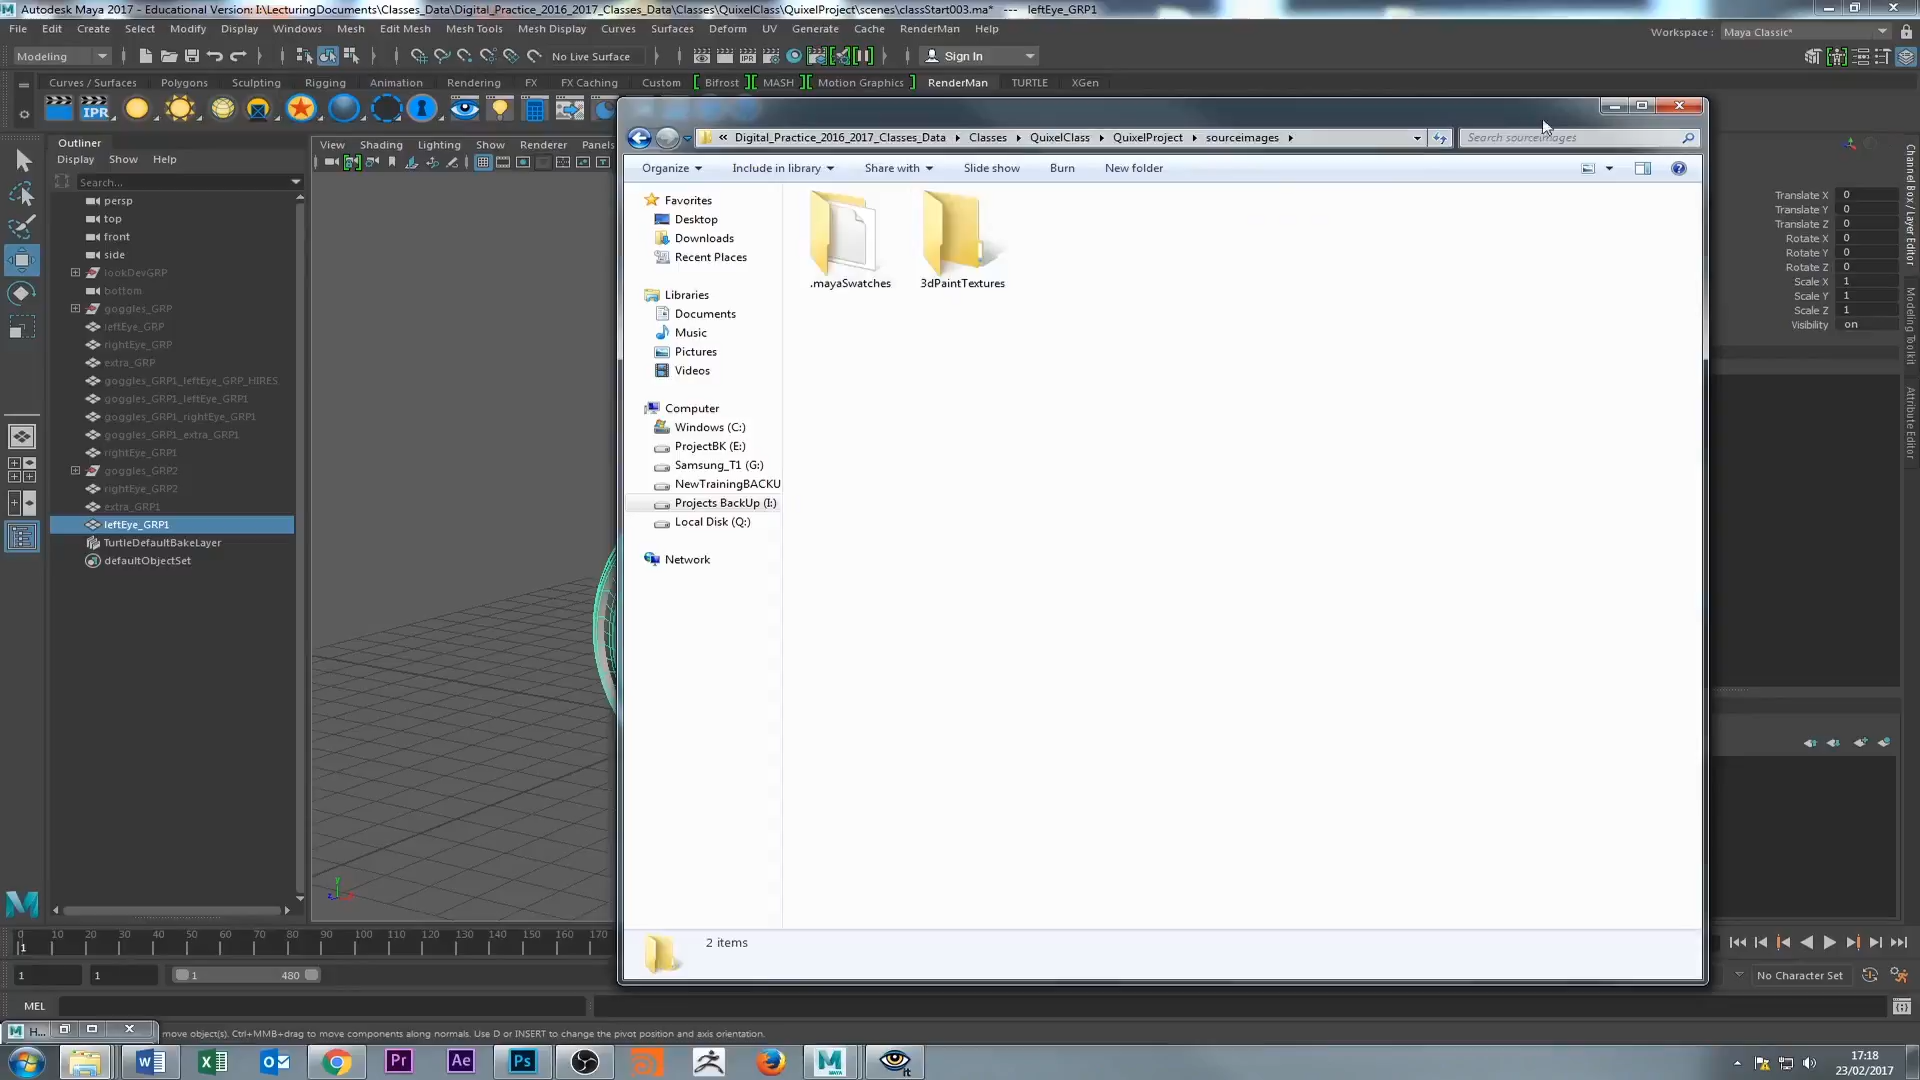 Autodesk Maya 2017 - Educational Version: I:\LecturingDocuments\Classes_Data\Digital_Practice_2016_2017_Classes_Data\Classes\QuixelClass\QuixelProject\scenes\classStart003.ma* --- leftEye_GRP1
File Edit Create Select Modify Display Windows Mesh Edit Mesh Mesh Tools Mesh Display Curves Surfaces Deform UV Generate Cache RenderMan Help
Workspace : Maya Classic*
Modeling
No Live Surface
Sign In
Curves / Surfaces Polygons Sculpting Rigging Animation Rendering FX FX Caching Custom Bifrost MASH Motion Graphics RenderMan TURTLE XGen
IPR
Outliner
Display Show Help
Search...
persp
top
front
side
lookDevGRP
bottom
goggles_GRP
leftEye_GRP
rightEye_GRP
extra_GRP
goggles_GRP1_leftEye_GRP_HIRES
goggles_GRP1_leftEye_GRP1
goggles_GRP1_rightEye_GRP1
goggles_GRP1_extra_GRP1
rightEye_GRP1
goggles_GRP2
rightEye_GRP2
extra_GRP1
leftEye_GRP1
TurtleDefaultBakeLayer
defaultObjectSet
View Shading Lighting Show Renderer Panels
« Digital_Practice_2016_2017_Classes_Data Classes QuixelClass QuixelProject sourceimages
Search sourceimages
Organize Include in library Share with Slide show Burn New folder
Favorites
Desktop
Downloads
Recent Places
Libraries
Documents
Music
Pictures
Videos
Computer
Windows (C:)
ProjectBK (E:)
Samsung_T1 (G:)
NewTrainingBACKU
Projects BackUp (I:)
Local Disk (Q:)
Network
.mayaSwatches
3dPaintTextures
2 items
Translate X 0
Translate Y 0
Translate Z 0
Rotate X 0
Rotate Y 0
Rotate Z 0
Scale X 1
Scale Y 1
Scale Z 1
Visibility on
Channel Box / Layer Editor
Modeling Toolkit
Attribute Editor
0 10 20 30 40 50 60 70 80 90 100 110 120 130 140 150 160 170
1
1 1 1 480
No Character Set
MEL
H...
move object(s). Ctrl+MMB+drag to move components along normals. Use D or INSERT to change the pivot position and axis orientation.
Pr Ae Ps
17:18
23/02/2017